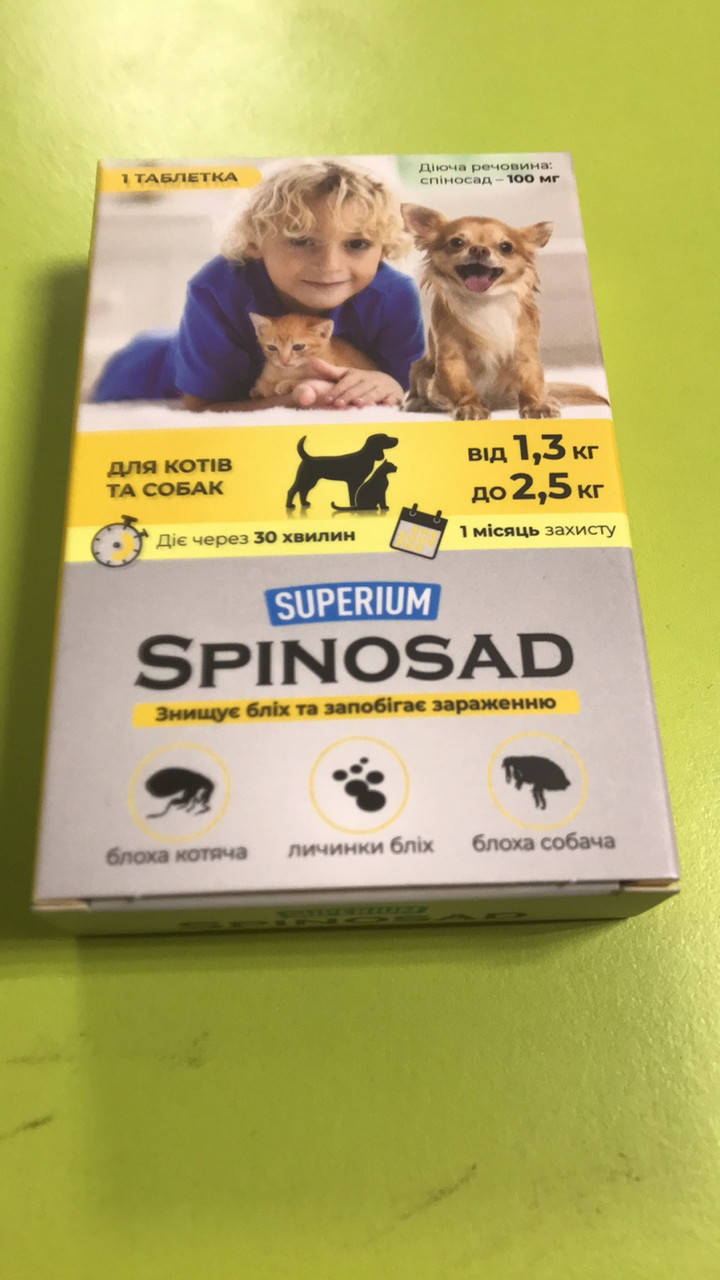 1 ТАБЛЕТКА
Діюча речовина:
спіносад – 100 мг
ДЛЯ КОТІВ
ТА СОБАК
від 1,3 кг
до 2,5 кг
Діє через 30 хвилин
1 місяць захисту
SUPERIUM
SPINOSAD
Знищує бліх та запобігає зараженню
блоха котяча
личинки бліх
блоха собача
SUPERIUM
SPINOSAD